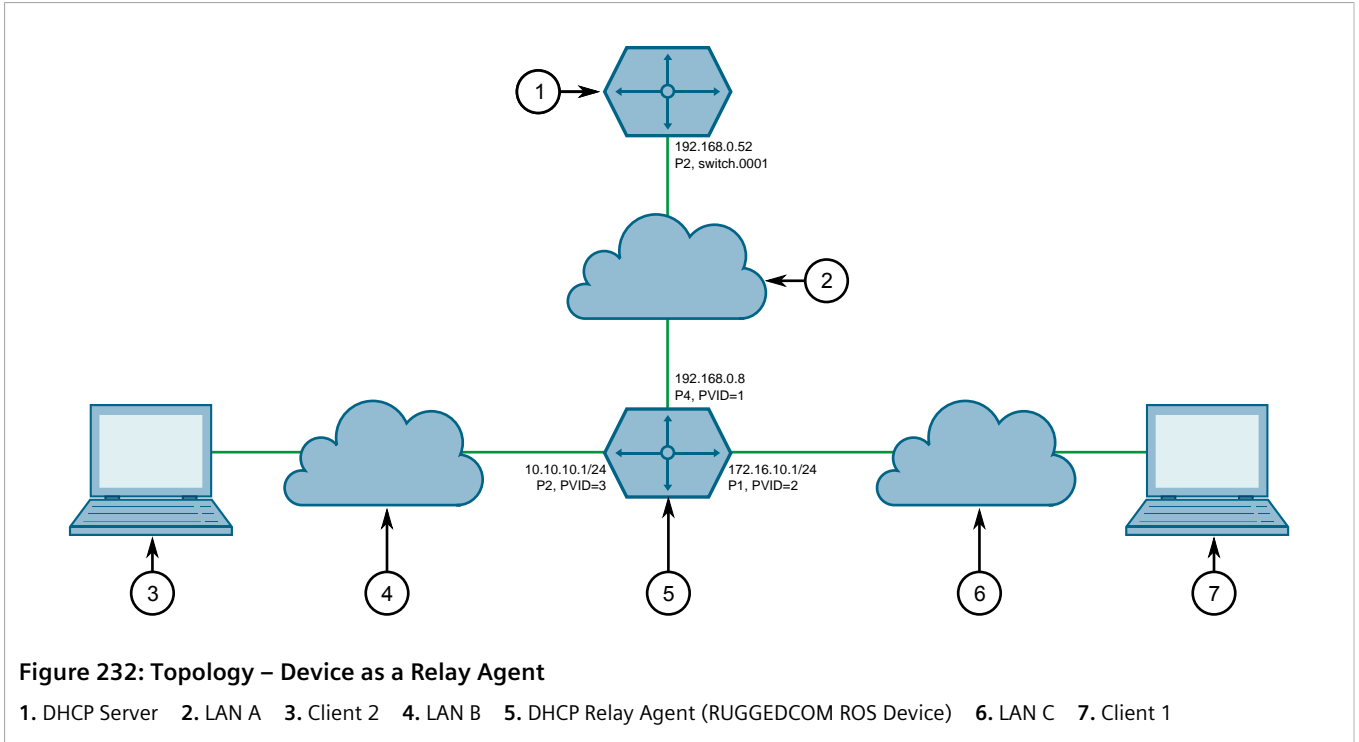 1
192.168.0.52
P2, switch.0001
2
192.168.0.8
P4, PVID=1
10.10.10.1/24
P2, PVID=3
172.16.10.1/24
P1, PVID=2
3
4
5
6
7
Figure 232: Topology – Device as a Relay Agent
1. DHCP Server 2. LAN A 3. Client 2 4. LAN B 5. DHCP Relay Agent (RUGGEDCOM ROS Device) 6. LAN C 7. Client 1